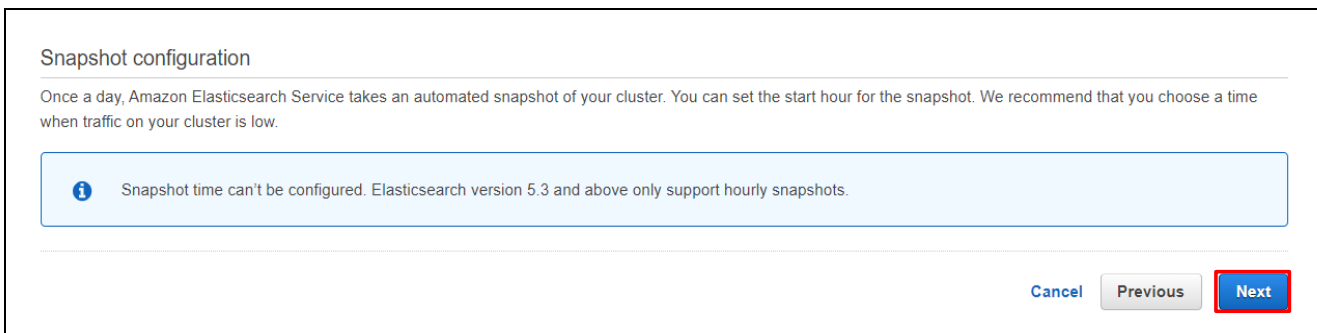 Snapshot configuration
Once a day, Amazon Elasticsearch Service takes an automated snapshot of your cluster. You can set the start hour for the snapshot. We recommend that you choose a time
when traffic on your cluster is low.
Snapshot time can't be configured. Elasticsearch version 5.3 and above only support hourly snapshots.
Cancel Previous Next